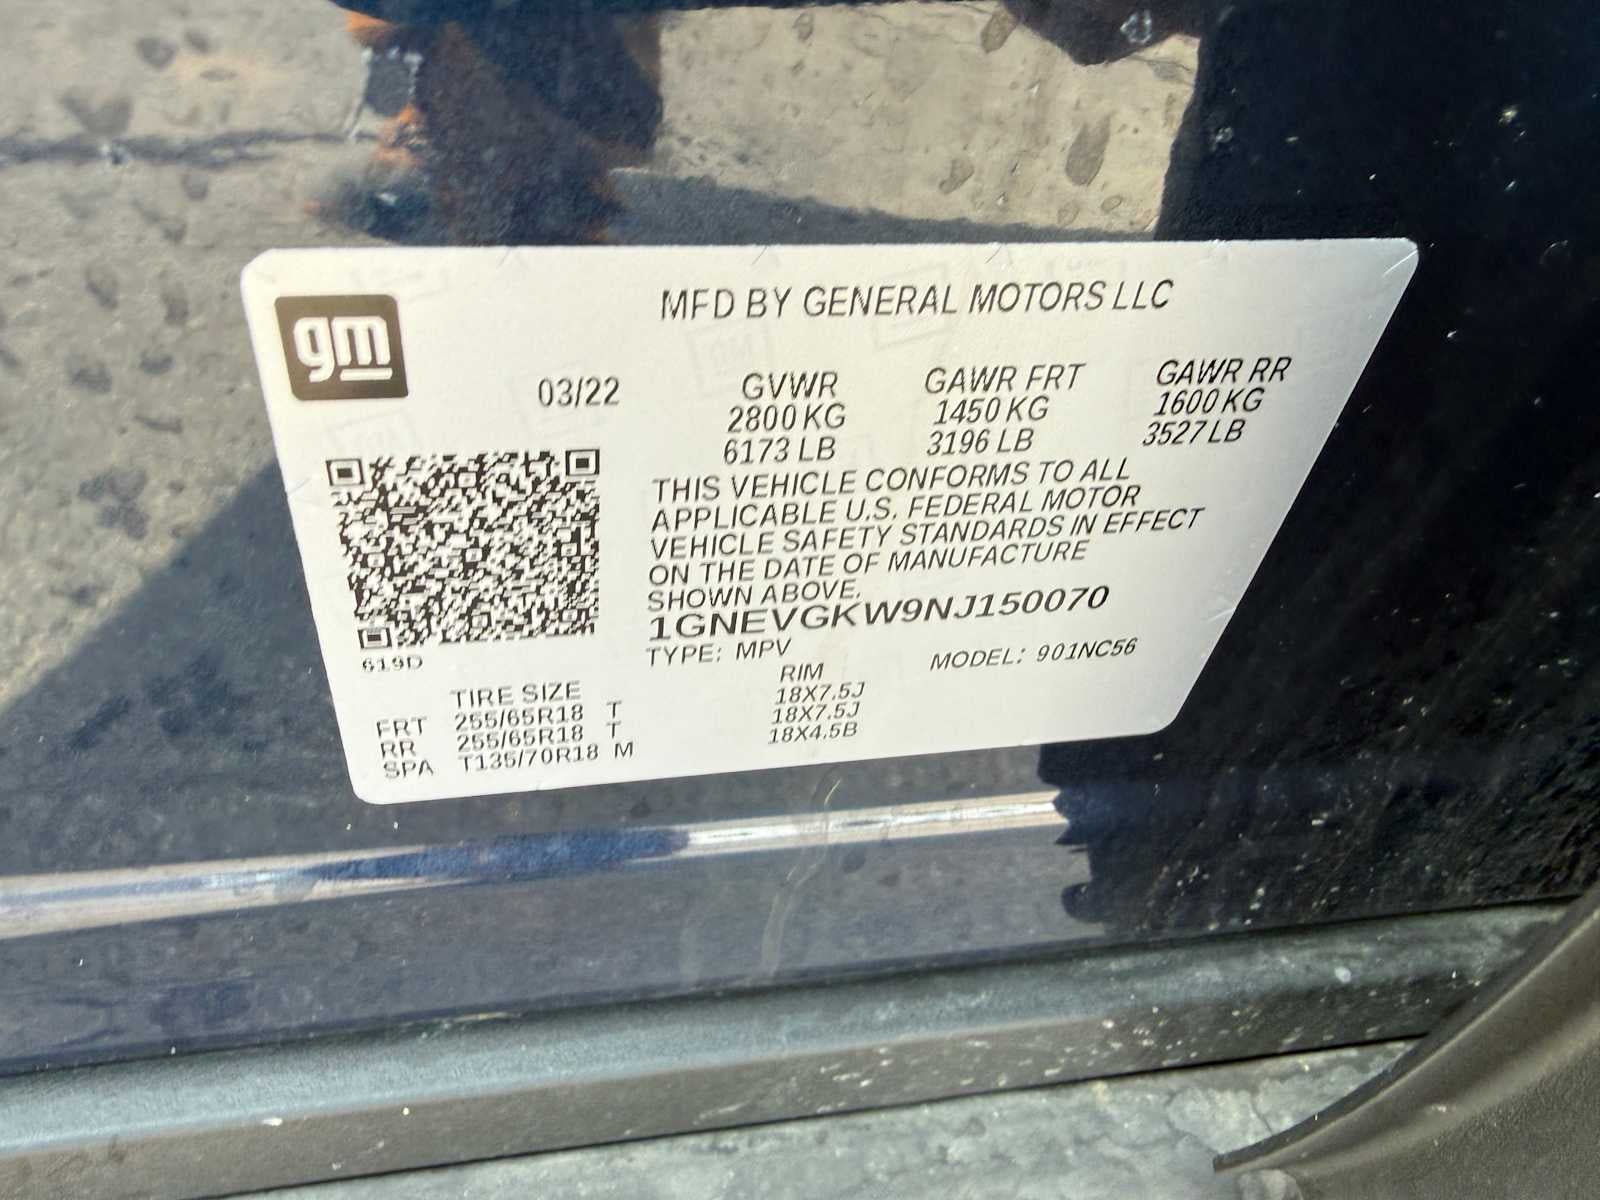 gm
MFD BY GENERAL MOTORS LLC
03/22
GVWR GAWR FRT GAWR RR
2800 KG 1450 KG 1600 KG
6173 LB 3196 LB 3527 LB
THIS VEHICLE CONFORMS TO ALL
APPLICABLE U.S. FEDERAL MOTOR
VEHICLE SAFETY STANDARDS IN EFFECT
ON THE DATE OF MANUFACTURE
SHOWN ABOVE.
1GNEVGKW9NJ150070
TYPE: MPV MODEL: 901NC56
619D
TIRE SIZE RIM
FRT 255/65R18 T 18X7.5J
RR 255/65R18 T 18X7.5J
SPA T135/70R18 M 18X4.5B